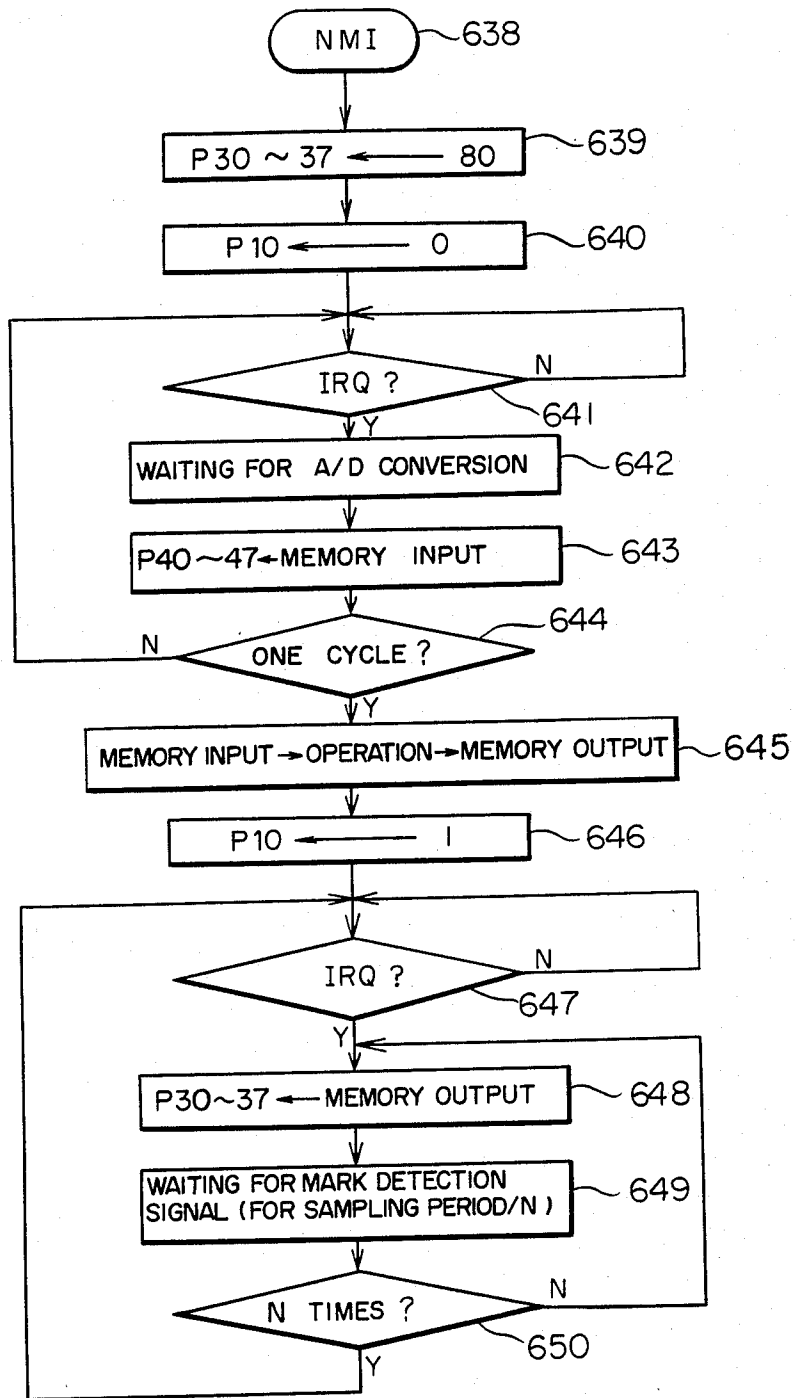 NMI 638
P30 ~ 37 ← 80 639
P10 ← 0 640
IRQ ? N
641
Y
WAITING FOR A/D CONVERSION 642
P40~47←MEMORY INPUT 643
644
N ONE CYCLE ?
Y
MEMORY INPUT→OPERATION→MEMORY OUTPUT 645
P10 ← 1 646
IRQ ? N
647
Y
P30~37 ← MEMORY OUTPUT 648
WAITING FOR MARK DETECTION
SIGNAL (FOR SAMPLING PERIOD/N) 649
N TIMES ? N
650
Y